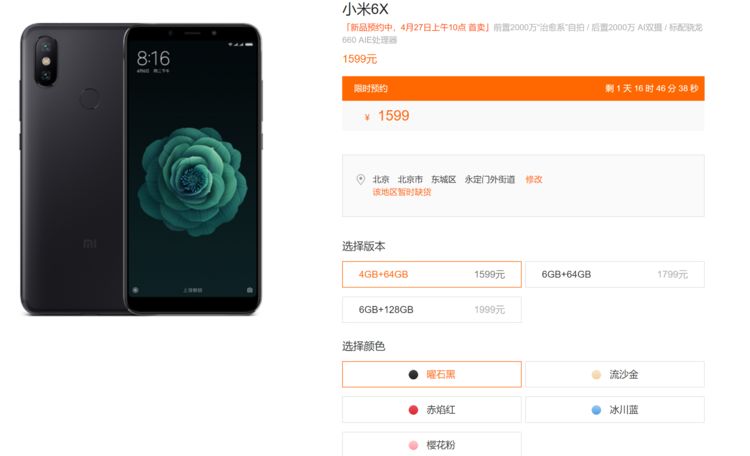 小米6X
「新品预约中，4月27日上午10点 首卖」前置2000万“治愈系”自拍 / 后置2000万 AI双摄 / 标配骁龙
660 AIE处理器
1599元
限时预约 剩 1 天 16 时 46 分 38 秒
¥ 1599
北京 北京市 东城区 永定门外街道 修改
该地区暂时缺货
选择版本
4GB+64GB 1599元 6GB+64GB 1799元
6GB+128GB 1999元
选择颜色
曜石黑 流沙金
赤焰红 冰川蓝
樱花粉
8:16
4月6日
上滑解锁
mi